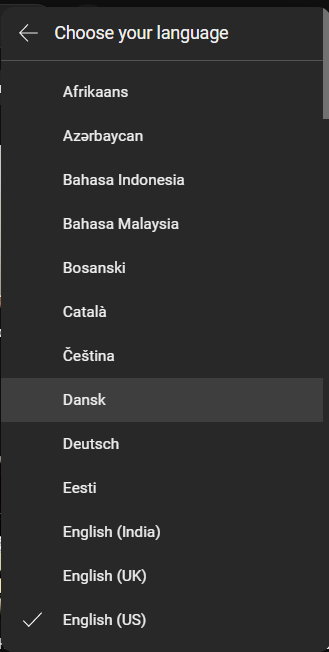 Choose your language
Afrikaans
Azərbaycan
Bahasa Indonesia
Bahasa Malaysia
Bosanski
Català
Čeština
Dansk
Deutsch
Eesti
English (India)
English (UK)
English (US)